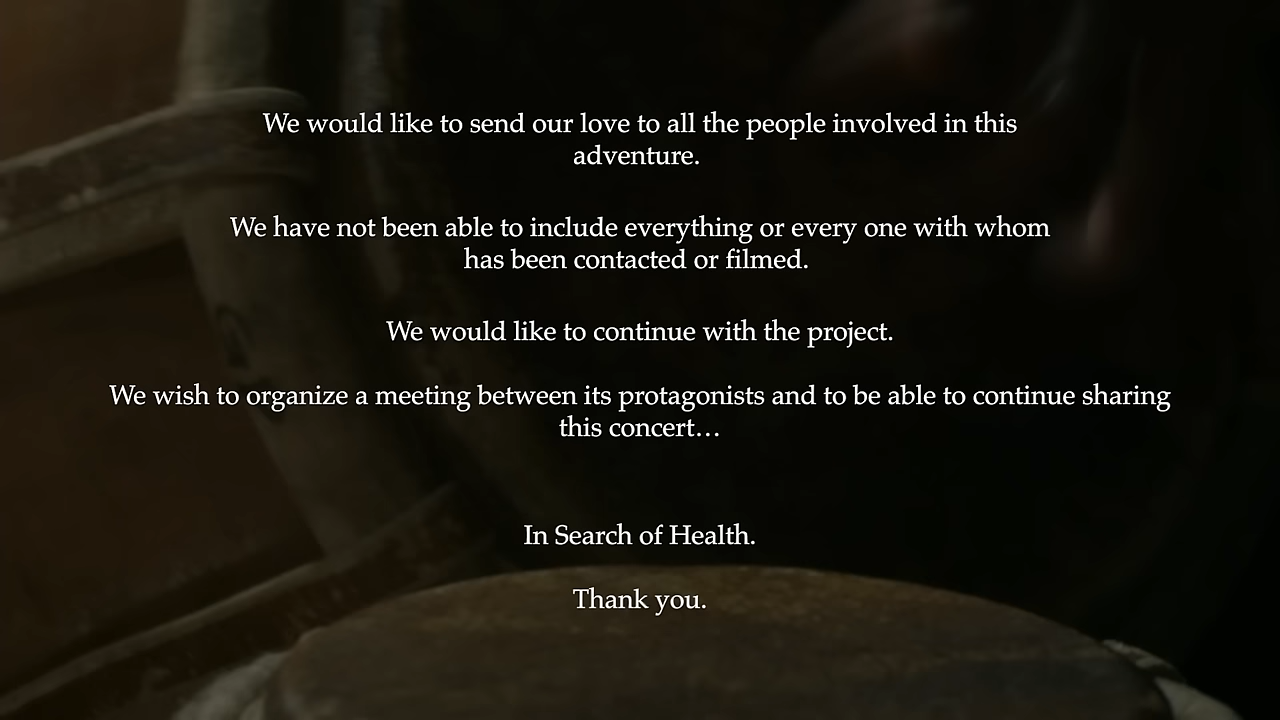 We would like to send our love to all the people involved in this
adventure.
We have not been able to include everything or every one with whom
has been contacted or filmed.
We would like to continue with the project.
We wish to organize a meeting between its protagonists and to be able to continue sharing
this concert…
In Search of Health.
Thank you.